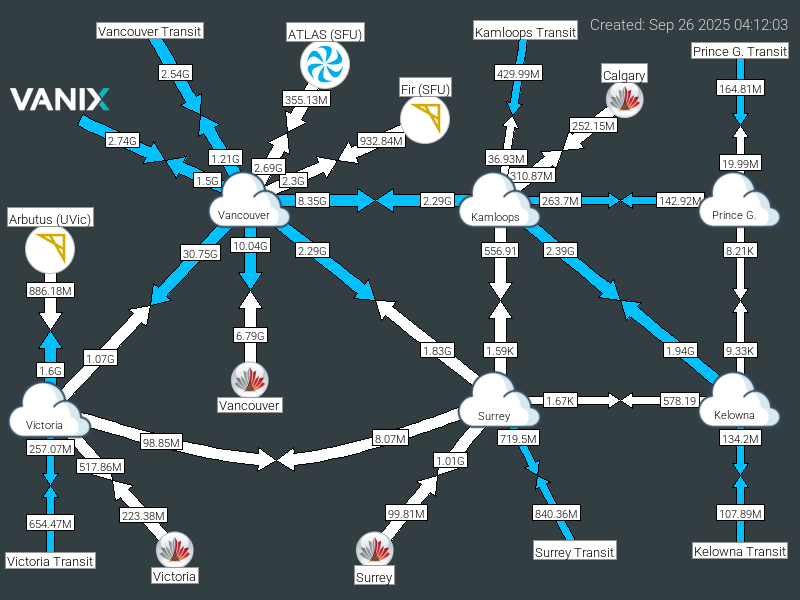 Created: Sep 26 2025 04:12:03
Vancouver Transit
ATLAS (SFU)
Kamloops Transit
Prince G. Transit
2.54G
429.99M
Calgary
164.81M
VANIX
355.13M
Fir (SFU)
252.15M
2.74G
932.84M
1.21G
36.93M
19.99M
2.69G
310.87M
1.5G
2.3G
8.35G
2.29G
263.7M
142.92M
Arbutus (UVic)
Vancouver
Kamloops
Prince G.
30.75G
10.04G
2.29G
556.91
2.39G
8.21K
886.18M
6.79G
1.07G
1.83G
1.59K
1.94G
9.33K
1.6G
Vancouver
1.67K
578.19
Victoria
Surrey
Kelowna
257.07M
98.85M
8.07M
719.5M
134.2M
517.86M
1.01G
654.47M
223.38M
99.81M
840.36M
107.89M
Victoria Transit
Victoria
Surrey
Surrey Transit
Kelowna Transit